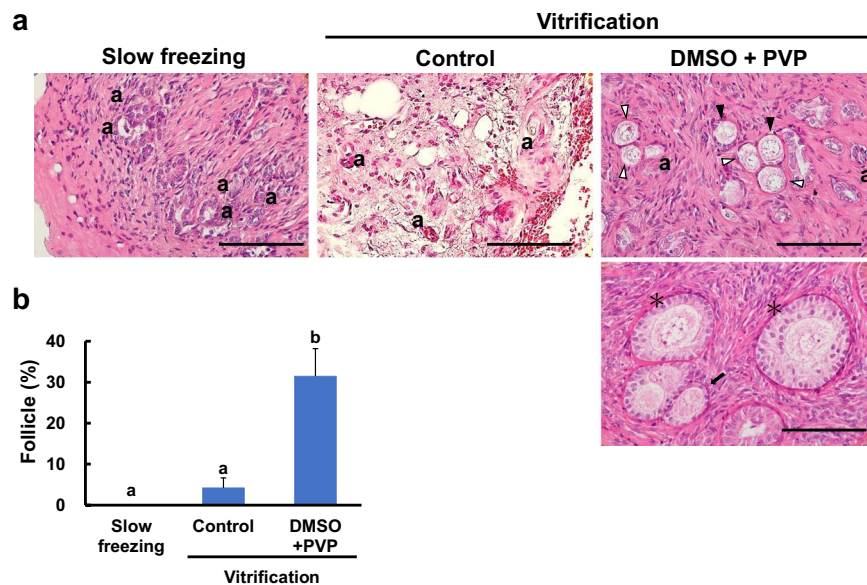 a
Vitrification
Slow freezing
Control
DMSO + PVP
a
a
a
a
a
a
a
a
a
a
*
*
b
40
30
20
10
0
Follicle (%)
a
a
b
Slow
freezing
Control
DMSO
+PVP
Vitrification